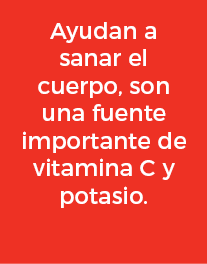 Ayudan a
sanar el
cuerpo, son
una fuente
importante de
vitamina C y
potasio.